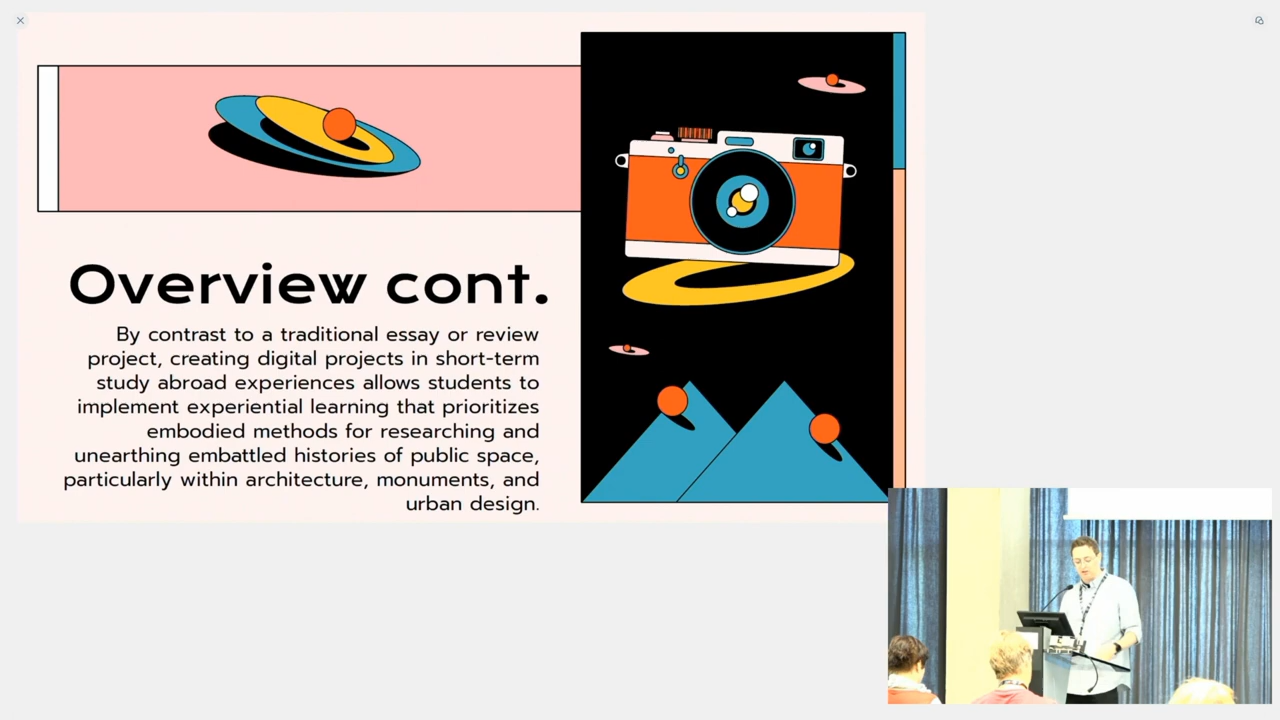 Overview cont.
By contrast to a traditional essay or review
project, creating digital projects in short-term
study abroad experiences allows students to
implement experiential learning that prioritizes
embodied methods for researching and
unearthing embattled histories of public space,
particularly within architecture, monuments, and
urban design.